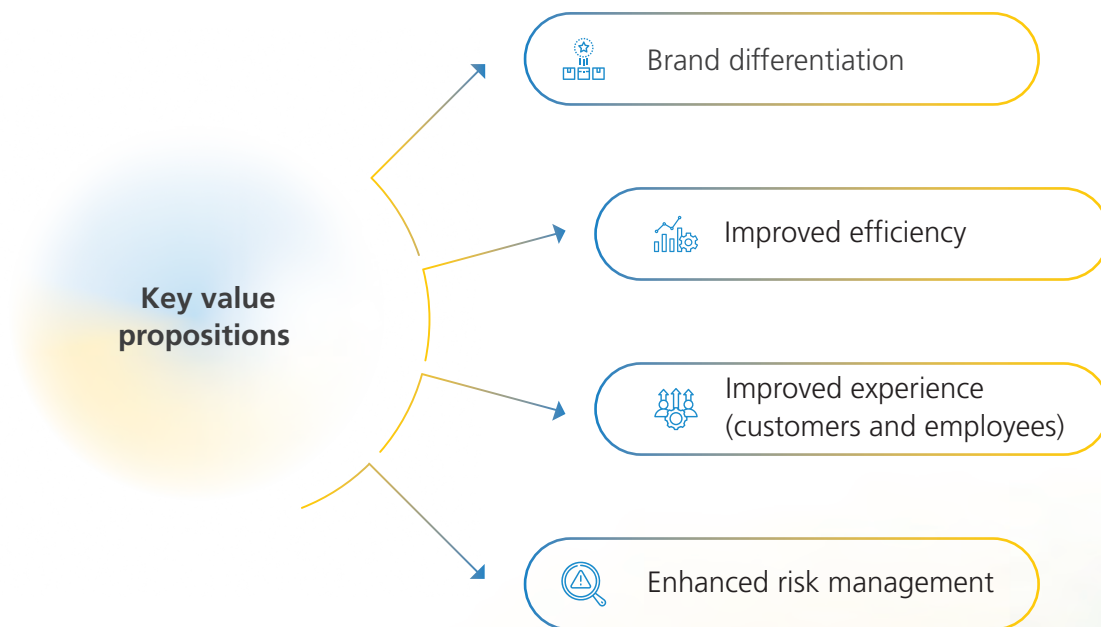 Brand differentiation
Improved efficiency
Key value
propositions
Improved experience
(customers and employees)
Enhanced risk management